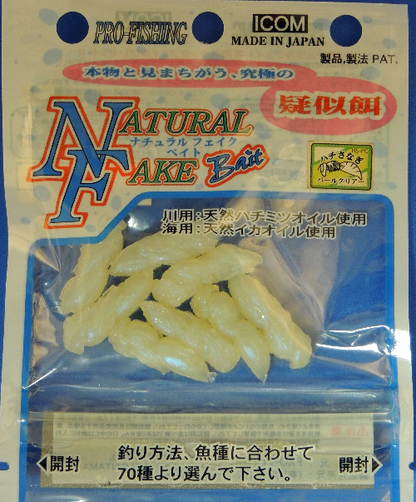 PRO-FISHING
ICOM
MADE IN JAPAN
製品,製法 PAT.
本物と見まちがう、究極の
疑似餌
NATURAL
ナチュラル フェイク
ベイト
FAKE Bait
ハチさなぎ
パールクリアー
川用:天然ハチミツオイル使用
海用:天然イカオイル使用
釣り方法、魚種に合わせて
70種より選んで下さい。
◀開封
開封▶